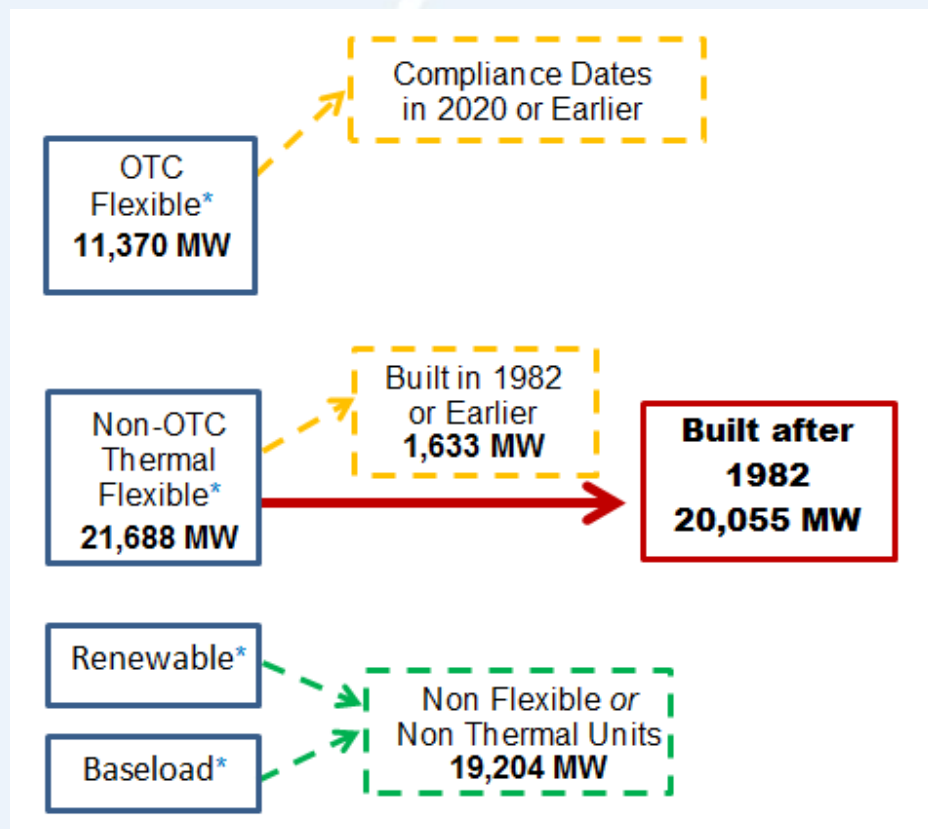 Compliance Dates
in 2020 or Earlier
OTC
Flexible*
11,370 MW
Built in 1982
or Earlier
1,633 MW
Non-OTC
Thermal
Flexible*
21,688 MW
Built after
1982
20,055 MW
Renewable*
Baseload*
Non Flexible or
Non Thermal Units
19,204 MW